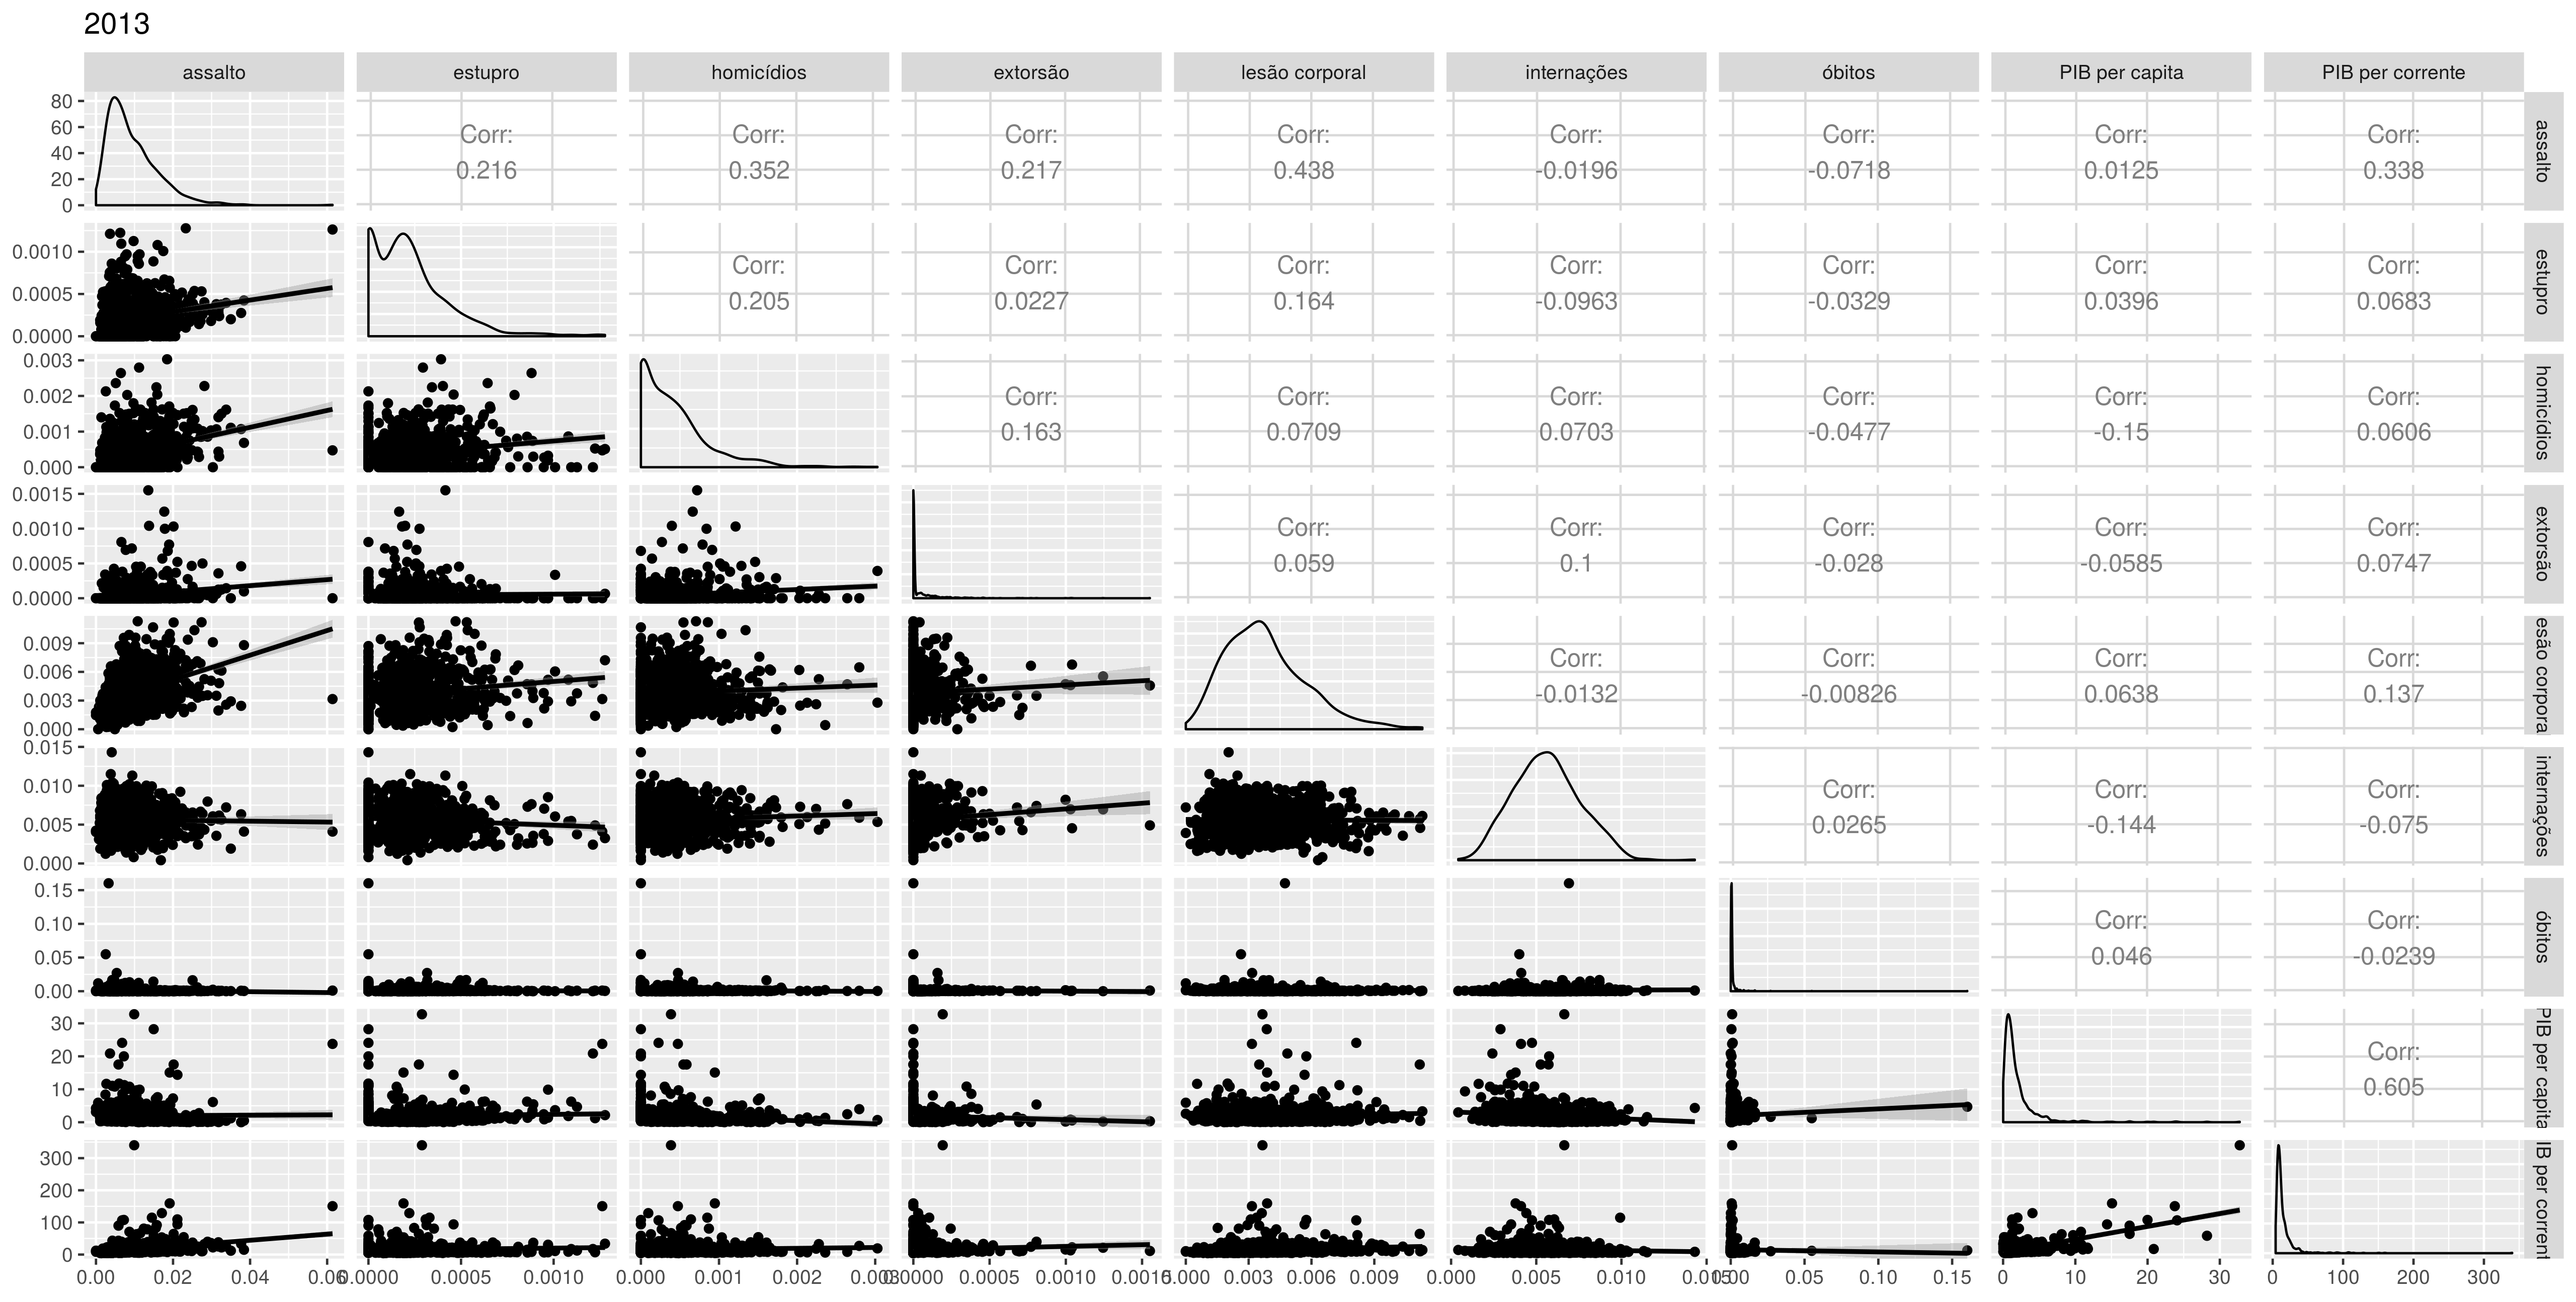 2013
assalto estupro homicídios extorsão lesão corporal internações óbitos PIB per capita PIB per corrente
80
60
40
20
0
Corr:
0.216
Corr:
0.352
Corr:
0.217
Corr:
0.438
Corr:
-0.0196
Corr:
-0.0718
Corr:
0.0125
Corr:
0.338
assalto
0.0010
0.0005
0.0000
Corr:
0.205
Corr:
0.0227
Corr:
0.164
Corr:
-0.0963
Corr:
-0.0329
Corr:
0.0396
Corr:
0.0683
estupro
0.003
0.002
0.001
0.000
Corr:
0.163
Corr:
0.0709
Corr:
0.0703
Corr:
-0.0477
Corr:
-0.15
Corr:
0.0606
homicídios
0.0015
0.0010
0.0005
0.0000
Corr:
0.059
Corr:
0.1
Corr:
-0.028
Corr:
-0.0585
Corr:
0.0747
extorsão
0.009
0.006
0.003
0.000
Corr:
-0.0132
Corr:
-0.00826
Corr:
0.0638
Corr:
0.137
esão corpora
0.015
0.010
0.005
0.000
Corr:
0.0265
Corr:
-0.144
Corr:
-0.075
internações
0.15
0.10
0.05
0.00
Corr:
0.046
Corr:
-0.0239
óbitos
30
20
10
0
Corr:
0.605
PIB per capita
300
200
100
0
IB per corrent
0.00 0.02 0.04 0.06
0.0000 0.0005 0.0010
0.000 0.001 0.002 0.003
0.0000 0.0005 0.0010 0.0015
0.000 0.003 0.006 0.009
0.000 0.005 0.010 0.015
0.00 0.05 0.10 0.15
0 10 20 30
0 100 200 300